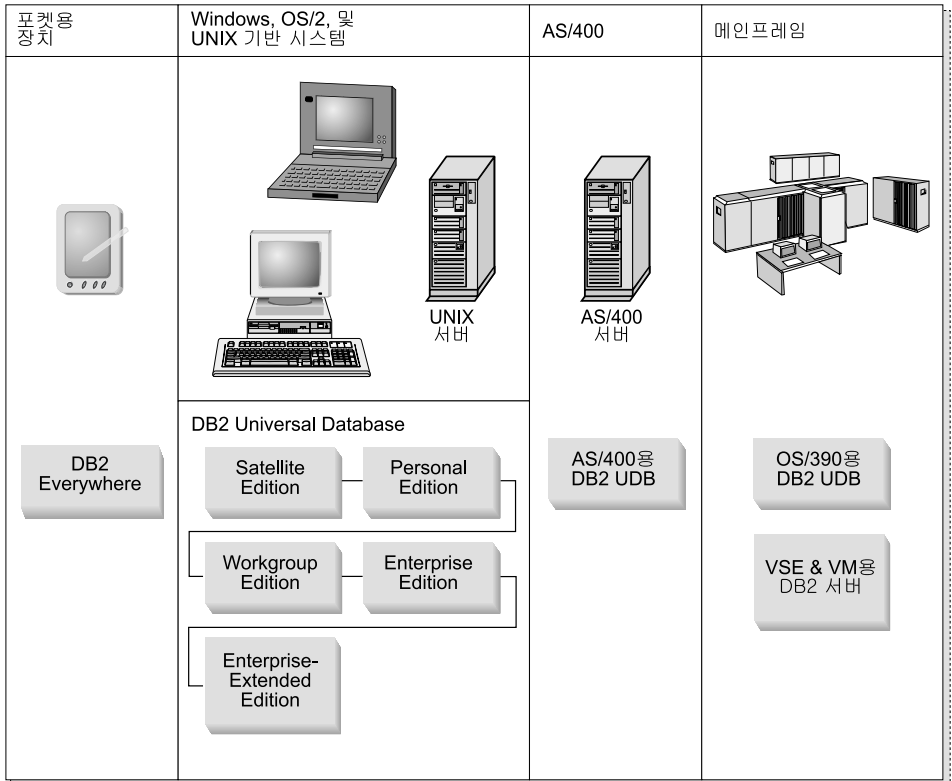 포켓용
장치
Windows, OS/2, 및
UNIX 기반 시스템
AS/400
메인프레임
UNIX
서버
AS/400
서버
DB2
Everywhere
DB2 Universal Database
Satellite
Edition
Personal
Edition
Workgroup
Edition
Enterprise
Edition
Enterprise-
Extended
Edition
AS/400용
DB2 UDB
OS/390용
DB2 UDB
VSE & VM용
DB2 서버